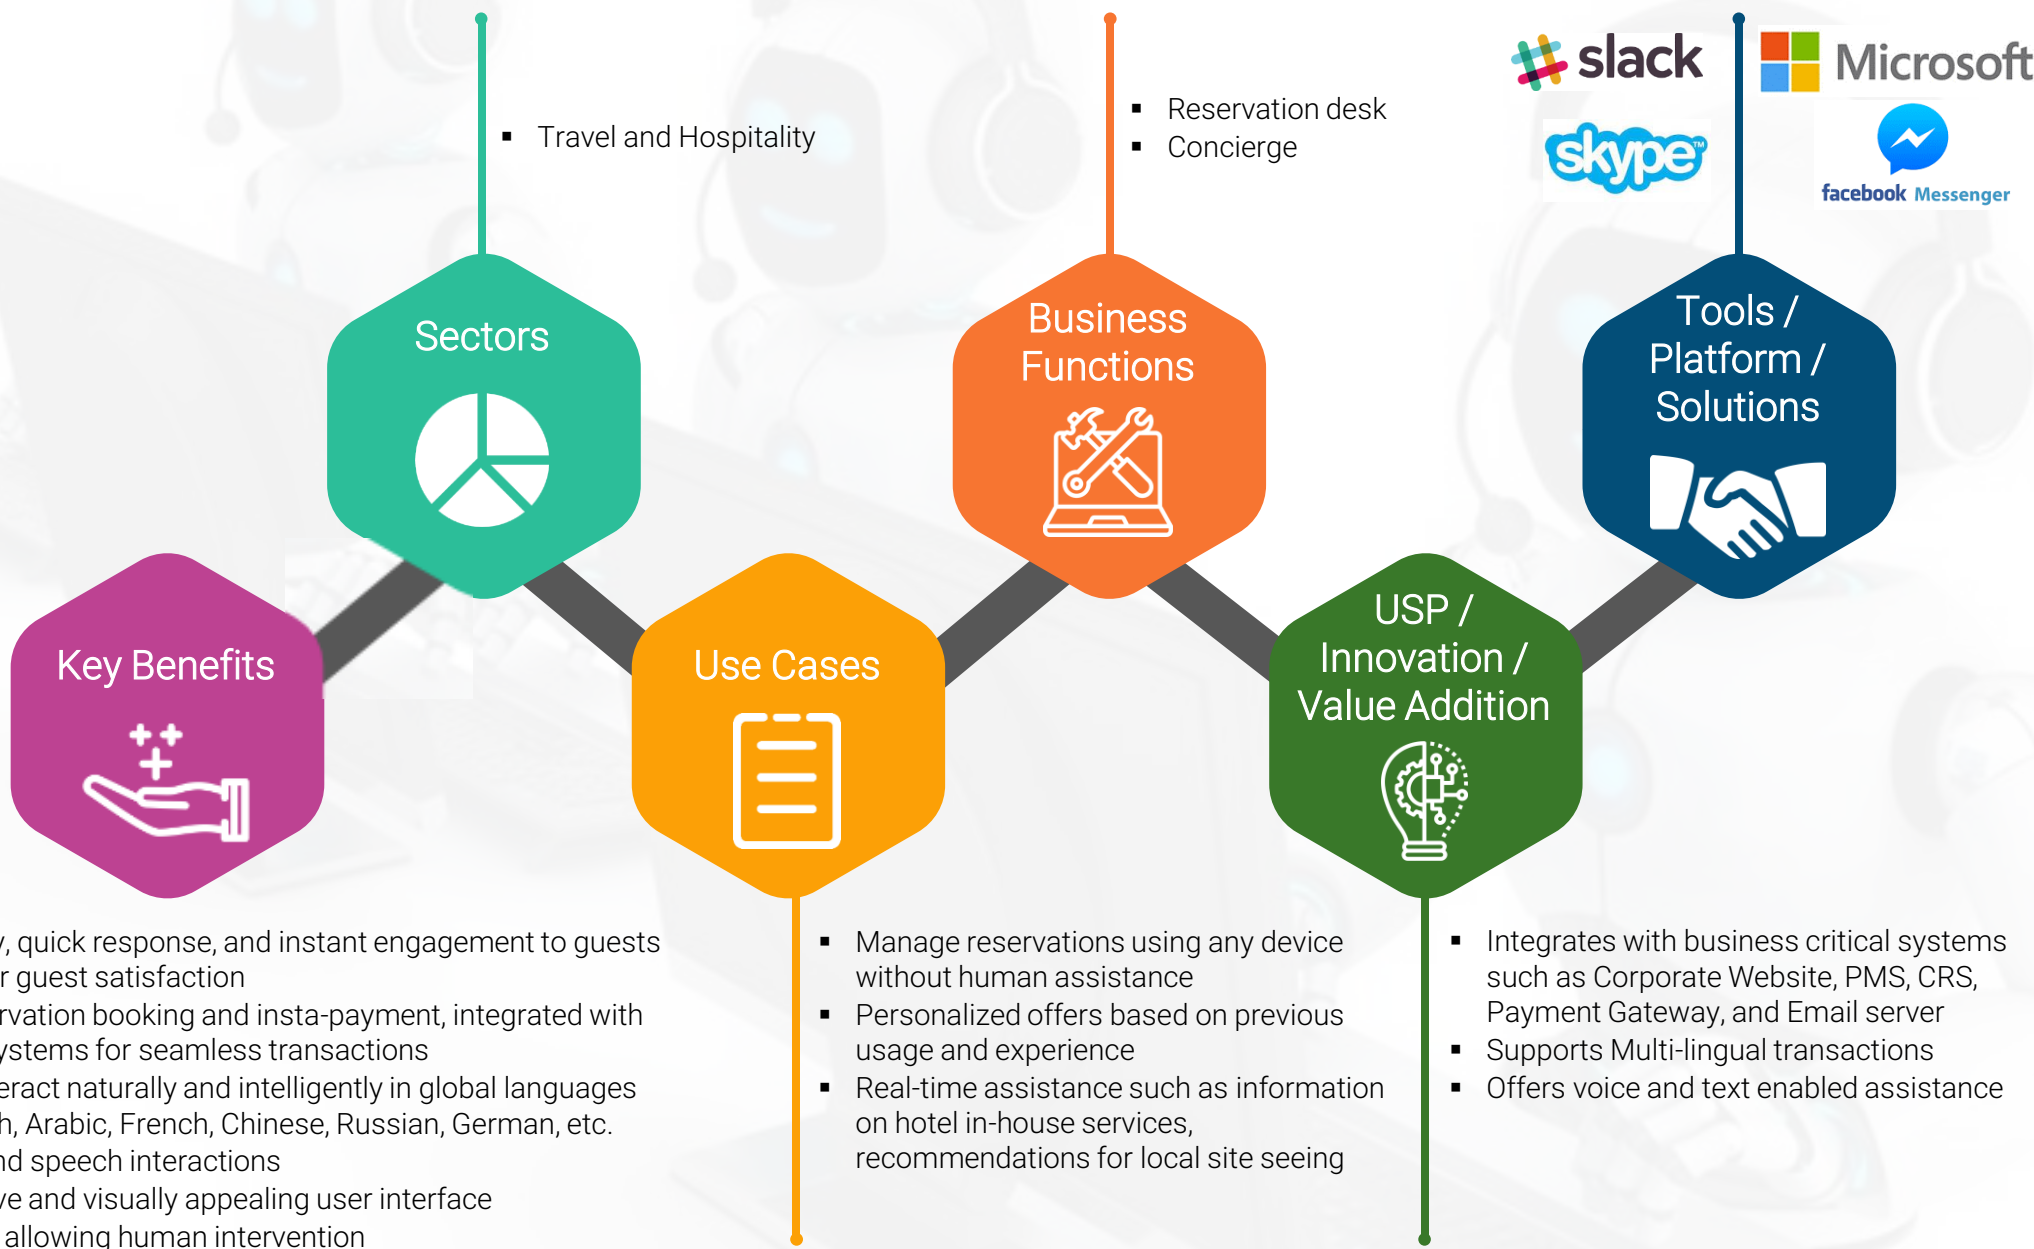 Travel and Hospitality
Reservation desk
Concierge
slack
Microsoft
skype™
facebook Messenger
Sectors
Business
Functions
Tools /
Platform /
Solutions
Key Benefits
Use Cases
USP /
Innovation /
Value Addition
quick response, and instant engagement to guests
guest satisfaction
booking and insta-payment, integrated with
for seamless transactions
naturally and intelligently in global languages
Arabic, French, Chinese, Russian, German, etc.
speech interactions
and visually appealing user interface
allowing human intervention
Manage reservations using any device
without human assistance
Personalized offers based on previous
usage and experience
Real-time assistance such as information
on hotel in-house services,
recommendations for local site seeing
Integrates with business critical systems
such as Corporate Website, PMS, CRS,
Payment Gateway, and Email server
Supports Multi-lingual transactions
Offers voice and text enabled assistance